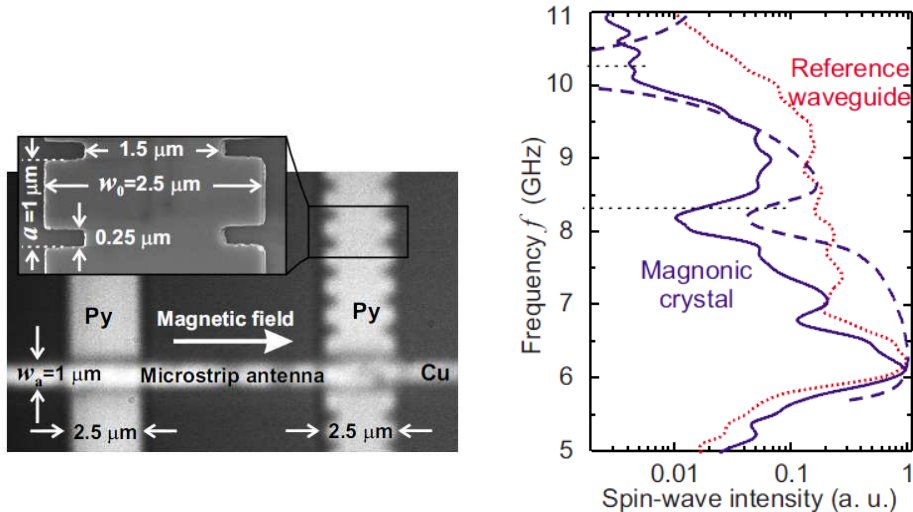 1.5 μm
w₀=2.5 μm
a=1 μm
0.25 μm
Py
Magnetic field
Py
wₐ=1 μm
Microstrip antenna
Cu
2.5 μm
2.5 μm
11
10
9
8
7
6
5
Frequency f (GHz)
Reference
waveguide
Magnonic
crystal
0.01
0.1
1
Spin-wave intensity (a. u.)